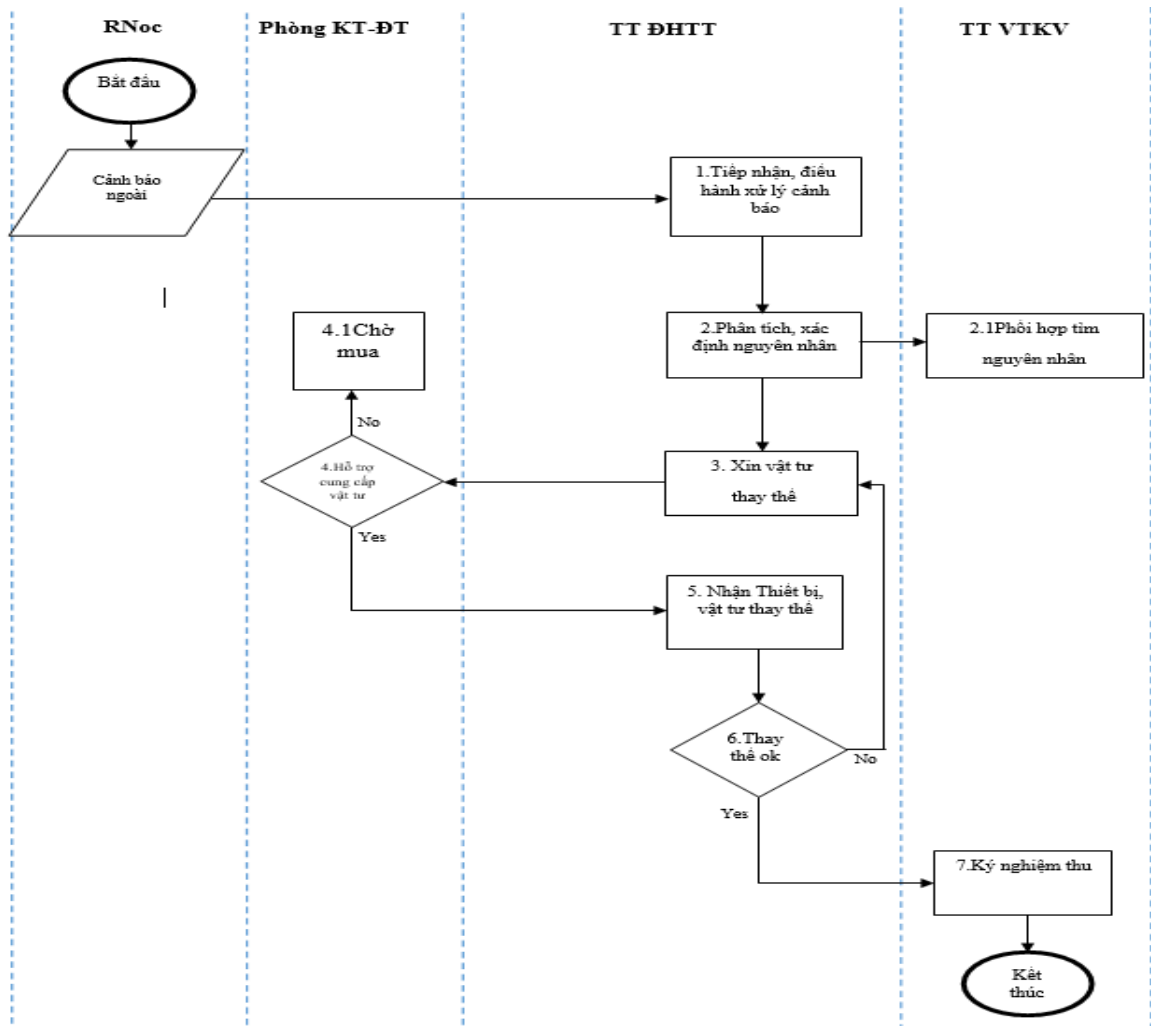 RNoc
Phòng KT-ĐT
TT ĐHTT
TT VTKV
Bắt đầu
Cảnh báo
ngoài
1.Tiếp nhận, điều
hành xử lý cảnh
báo
4.1Chờ
mua
2.Phân tích, xác
định nguyên nhân
2.1Phối hợp tìm
nguyên nhân
No
4.Hỗ trợ
cung cấp
vật tư
3. Xin vật tư
thay thế
Yes
5. Nhận Thiết bị,
vật tư thay thế
6.Thay
thế ok
No
Yes
7.Ký nghiệm thu
Kết
thúc